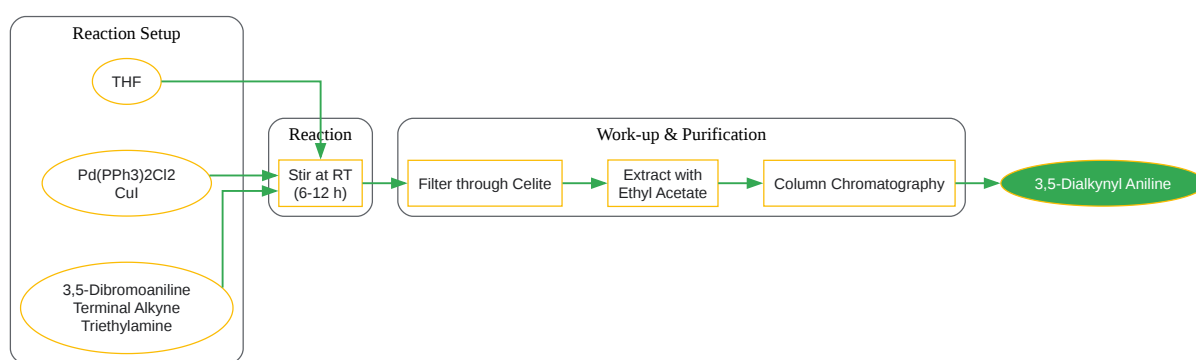 Reaction Setup
THF
Pd(PPh3)2Cl2
CuI
3,5-Dibromoaniline
Terminal Alkyne
Triethylamine
Reaction
Stir at RT
(6-12 h)
Work-up & Purification
Filter through Celite
Extract with
Ethyl Acetate
Column Chromatography
3,5-Dialkynyl Aniline